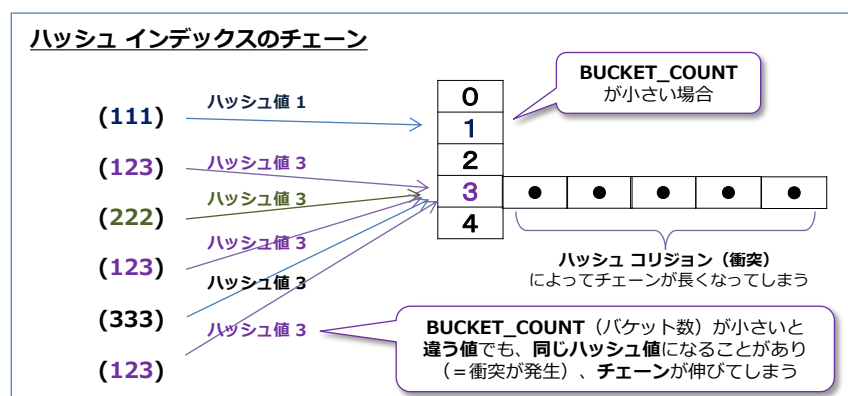 ハッシュ インデックスのチェーン
BUCKET_COUNT
が小さい場合
(111)
ハッシュ値 1
(123)
ハッシュ値 3
(222)
ハッシュ値 3
(123)
ハッシュ値 3
(333)
ハッシュ値 3
(123)
ハッシュ値 3
0
1
2
3
4
ハッシュ コリジョン（衝突）
によってチェーンが長くなってしまう
BUCKET_COUNT（バケット数）が小さいと
違う値でも、同じハッシュ値になることがあり
（＝衝突が発生）、チェーンが伸びてしまう